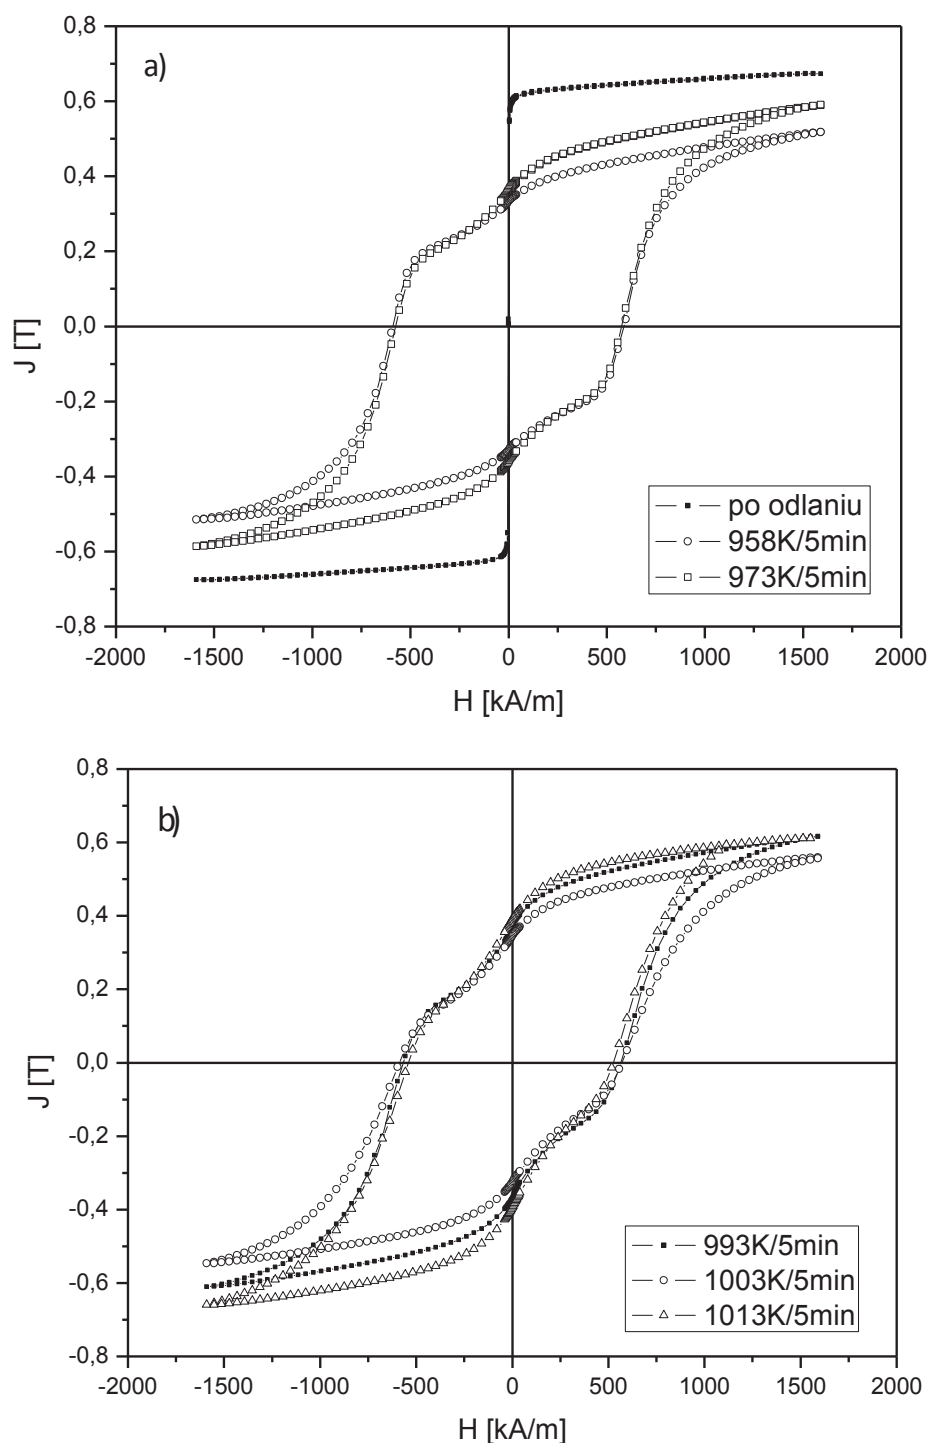 a)
0,8
0,6
0,4
0,2
0,0
-0,2
-0,4
-0,6
-0,8
J [T]
po odlaniu
958K/5min
973K/5min
-2000 -1500 -1000 -500 0 500 1000 1500 2000
H [kA/m]
b)
0,8
0,6
0,4
0,2
0,0
-0,2
-0,4
-0,6
-0,8
J [T]
993K/5min
1003K/5min
1013K/5min
-2000 -1500 -1000 -500 0 500 1000 1500 2000
H [kA/m]